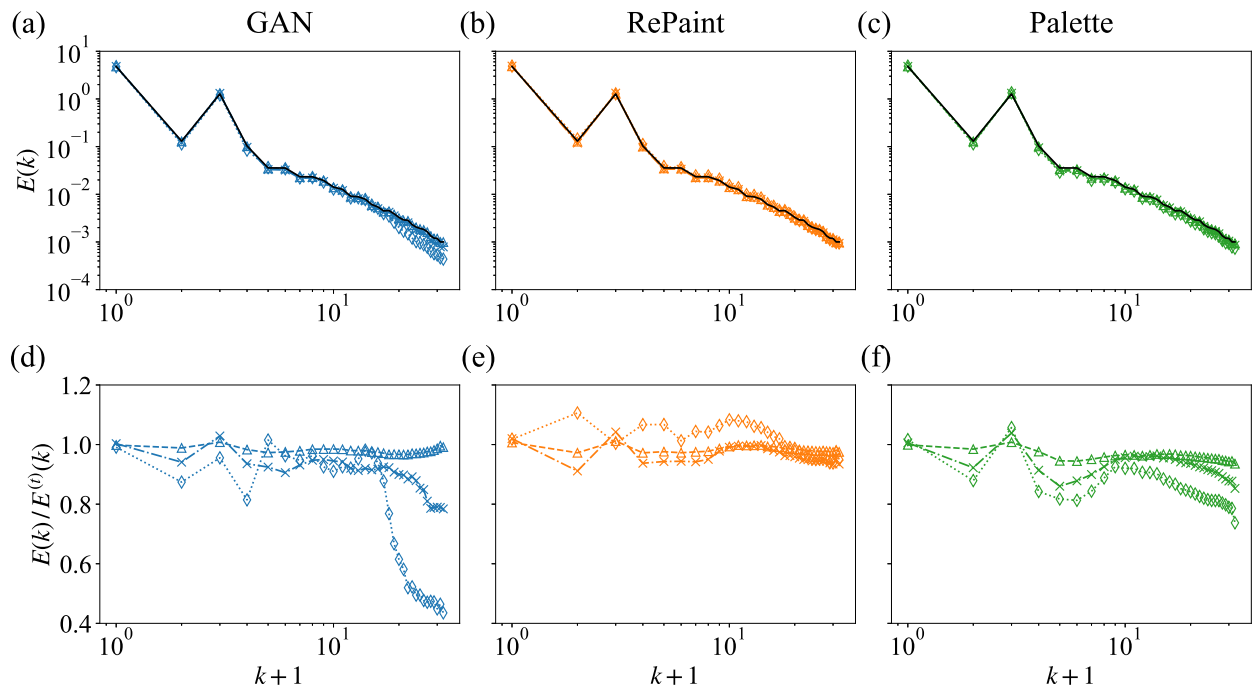 (a) GAN (b) RePaint (c) Palette
10^1
10^0
10^{-1}
10^{-2}
10^{-3}
10^{-4}
E(k)
10^0 10^1 10^0 10^1 10^0 10^1
(d) (e) (f)
1.2
1.0
0.8
0.6
0.4
E(k)/E^{(t)}(k)
10^0 10^1 10^0 10^1 10^0 10^1
k+1 k+1 k+1